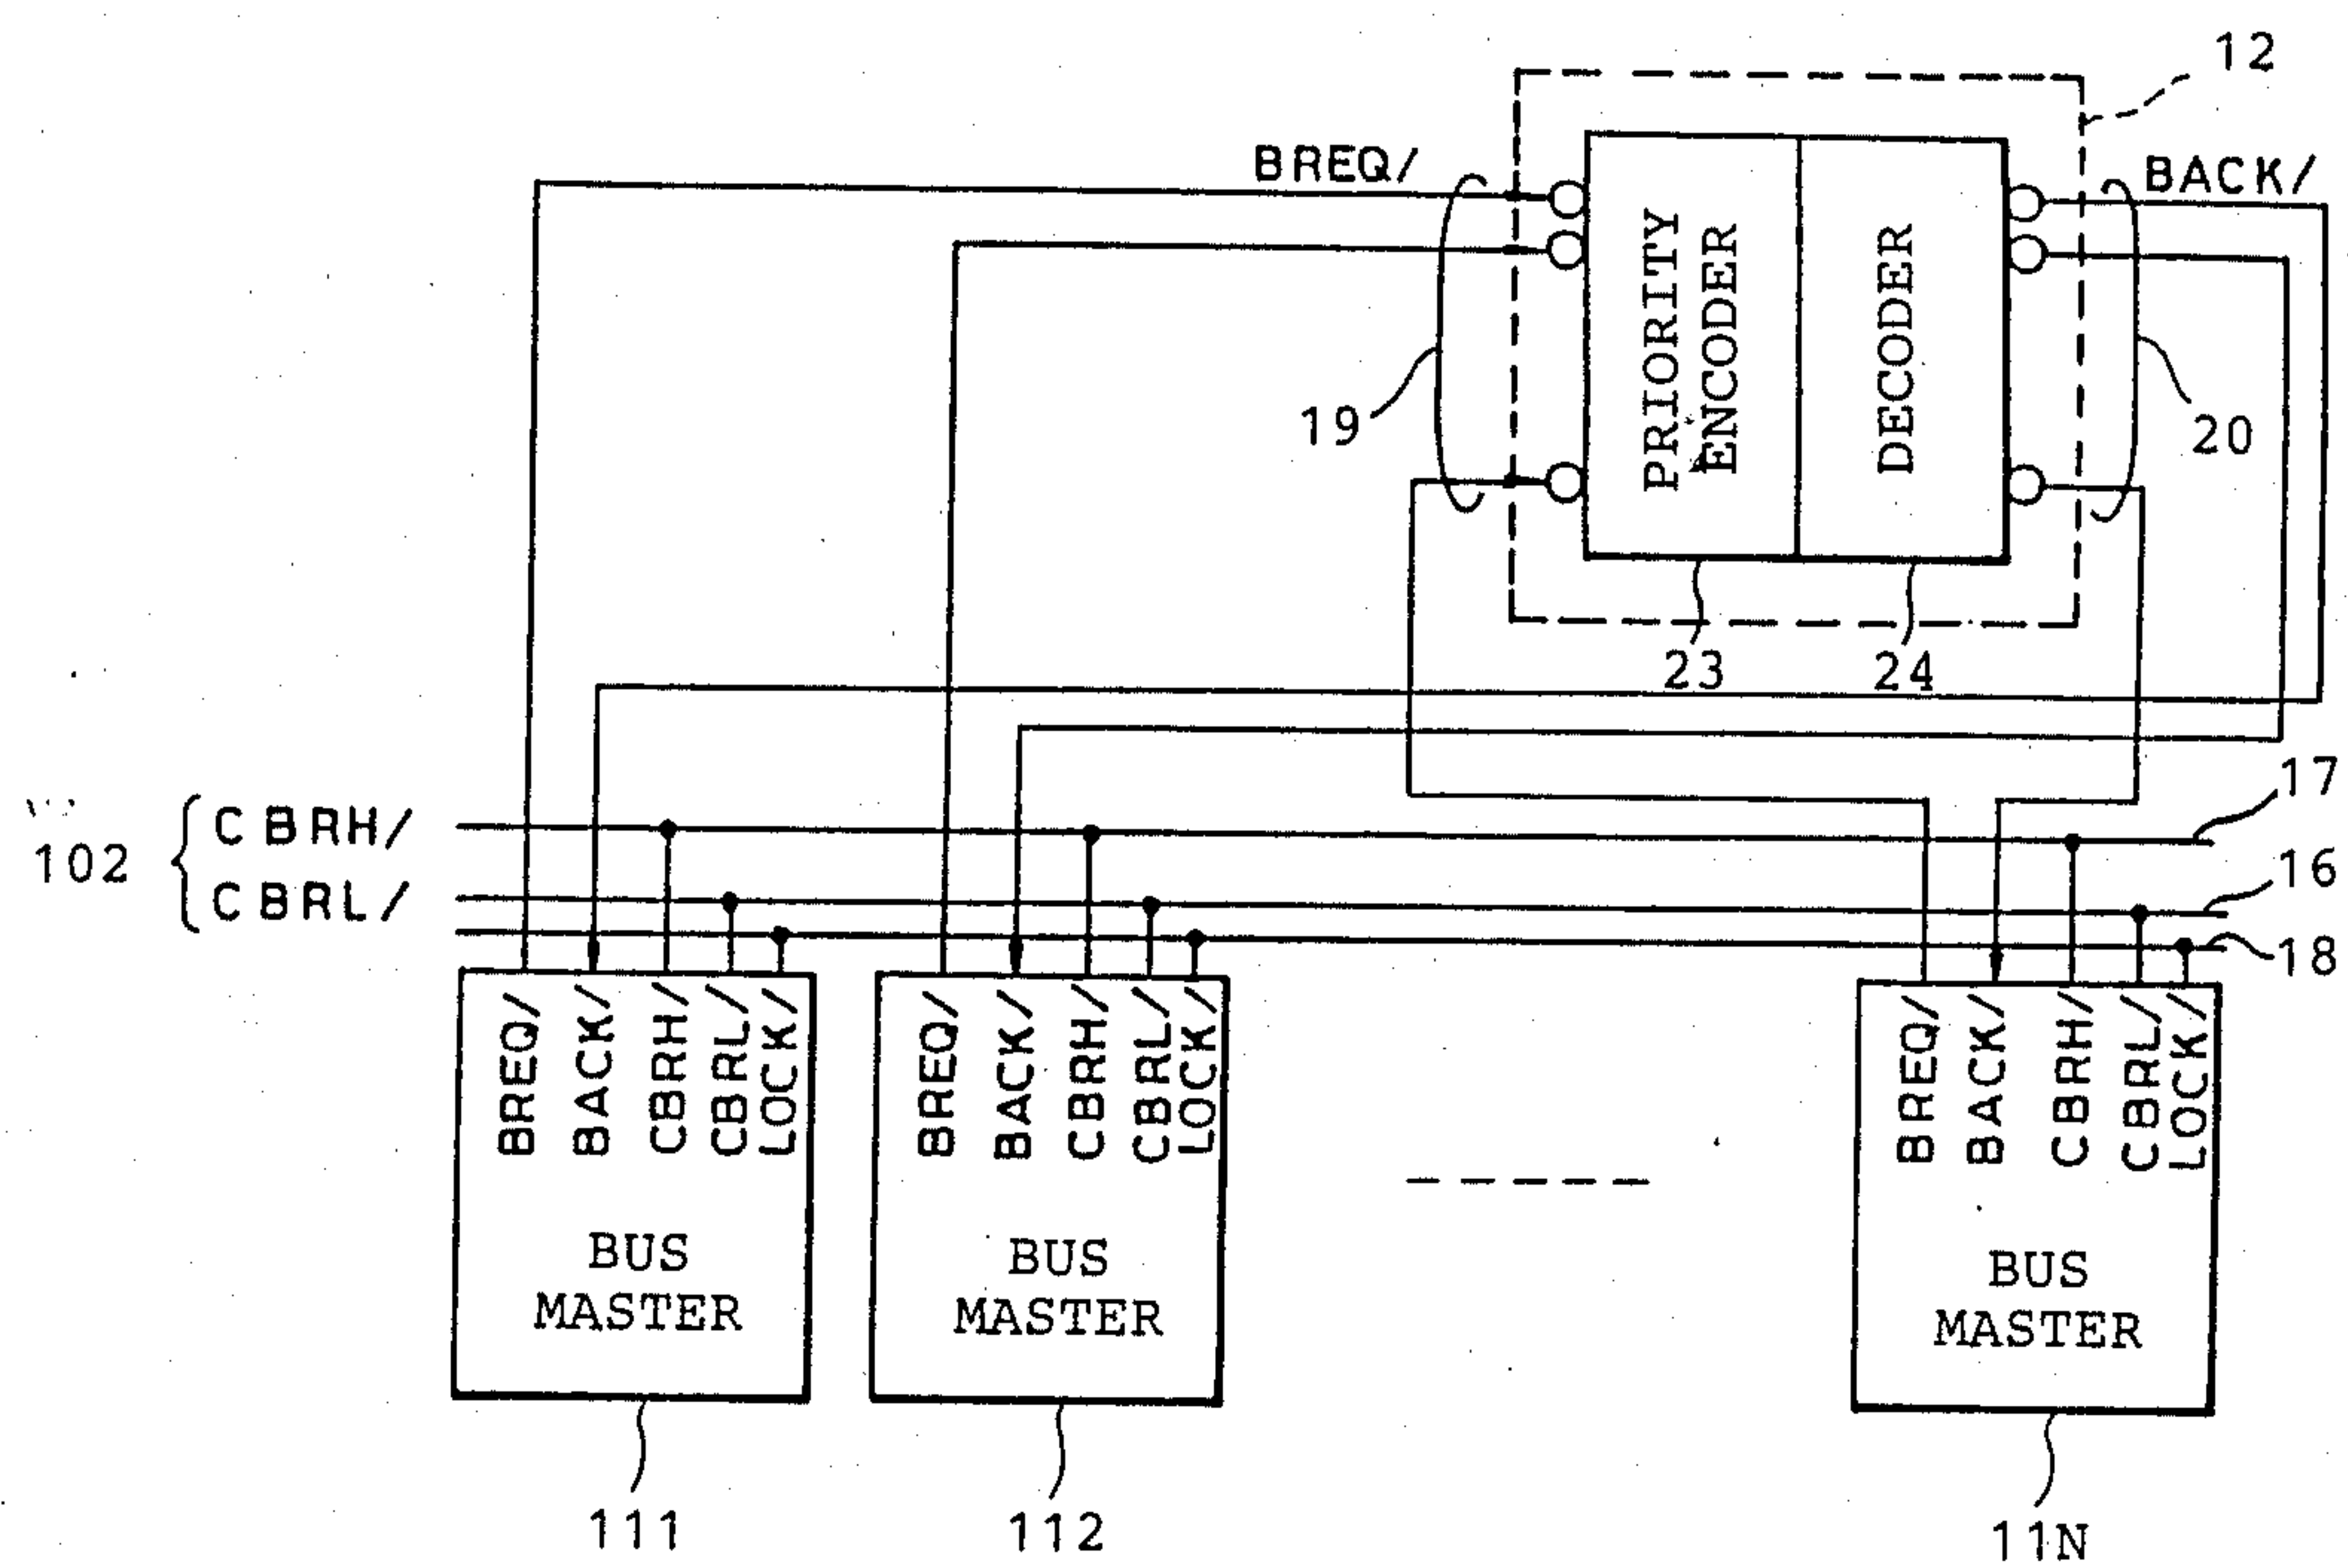 12
BREQ/
BACK/
PRIORITY
ENCODER
DECODER
19
20
23
24
17
102
CBRH/
16
CBRL/
18
BREQ/
BACK/
CBRH/
CBRL/
LOCK/
BREQ/
BACK/
CBRH/
CBRL/
LOCK/
BREQ/
BACK/
CBRH/
CBRL/
LOCK/
BUS
MASTER
BUS
MASTER
BUS
MASTER
111
112
11N